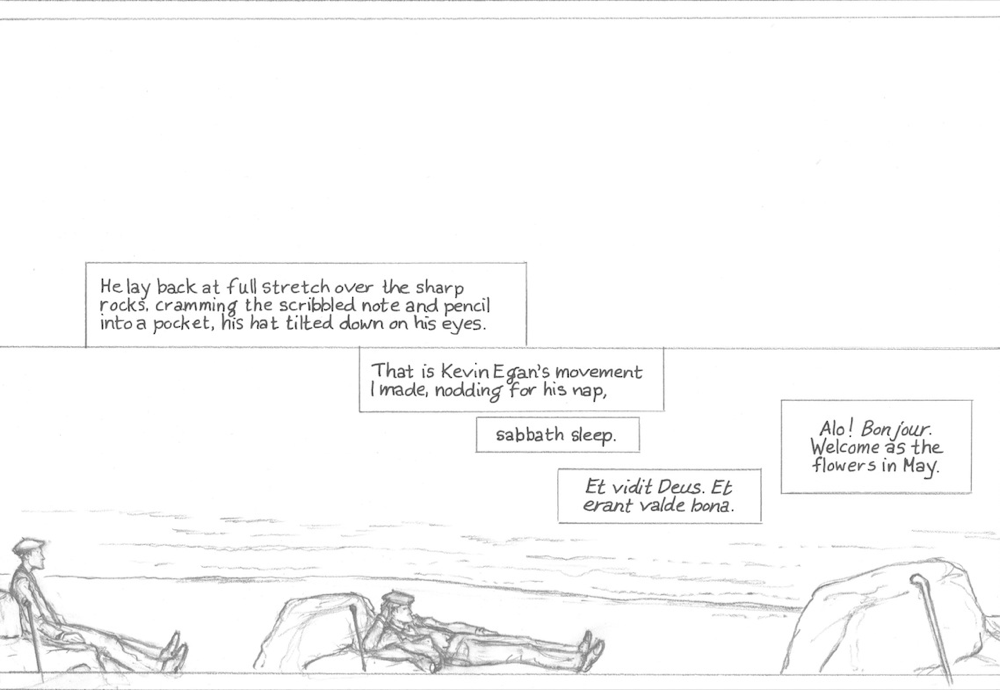 He lay back at full stretch over the sharp
rocks, cramming the scribbled note and pencil
into a pocket, his hat tilted down on his eyes.
That is Kevin Egan's movement
I made, nodding for his nap,
sabbath sleep.
Et vidit Deus. Et
erant valde bona.
Alo! Bonjour.
Welcome as the
flowers in May.